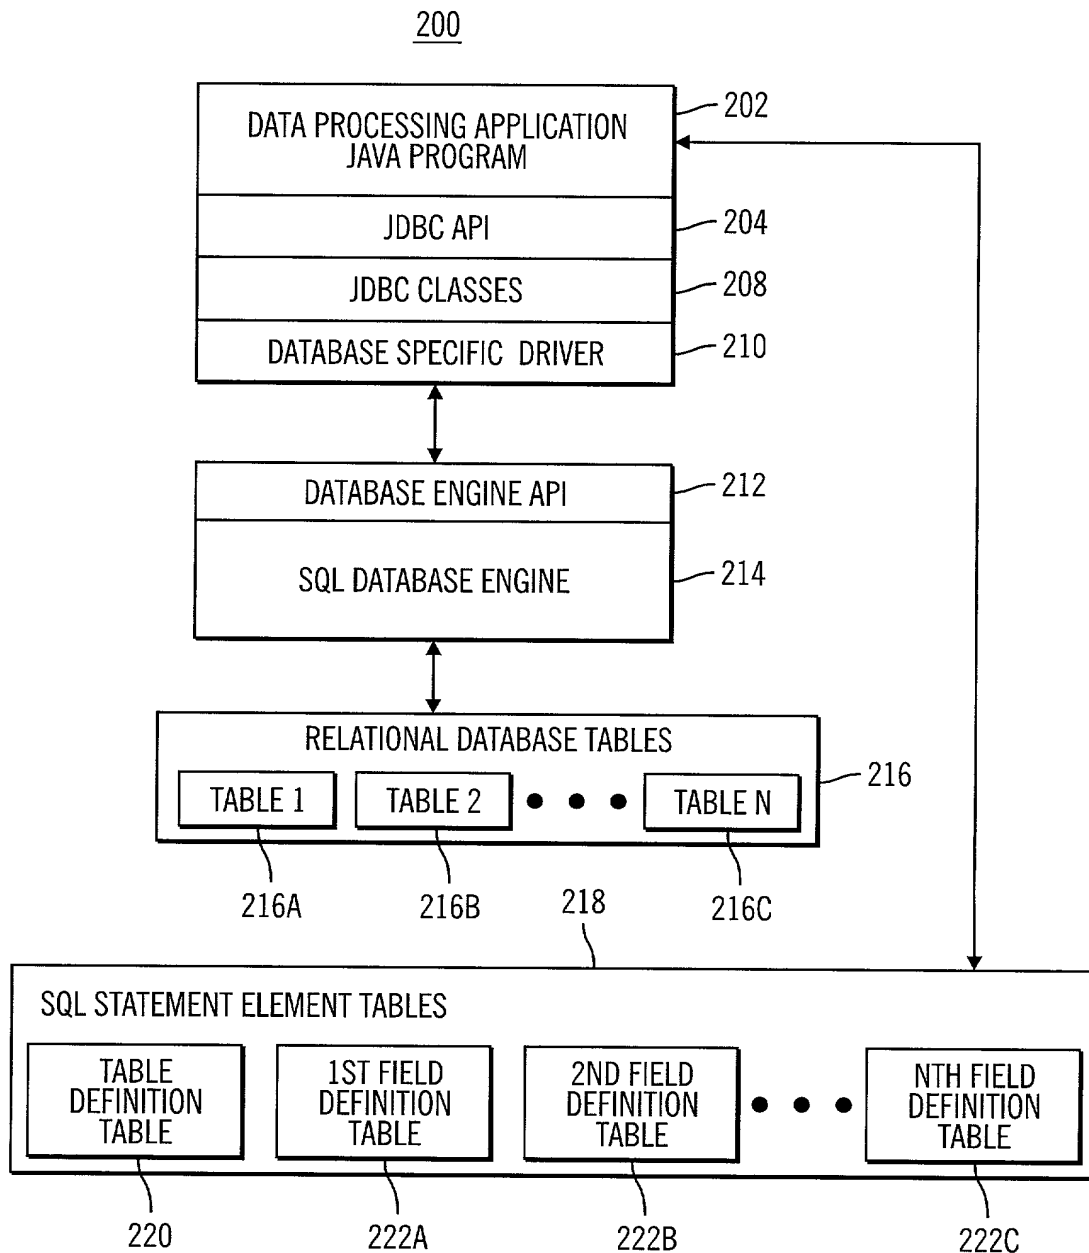 200
DATA PROCESSING APPLICATION
JAVA PROGRAM
202
JDBC API
204
JDBC CLASSES
208
DATABASE SPECIFIC DRIVER
210
DATABASE ENGINE API
212
SQL DATABASE ENGINE
214
RELATIONAL DATABASE TABLES
216
TABLE 1
TABLE 2
TABLE N
216A
216B
216C
218
SQL STATEMENT ELEMENT TABLES
TABLE
DEFINITION
TABLE
1ST FIELD
DEFINITION
TABLE
2ND FIELD
DEFINITION
TABLE
NTH FIELD
DEFINITION
TABLE
220
222A
222B
222C